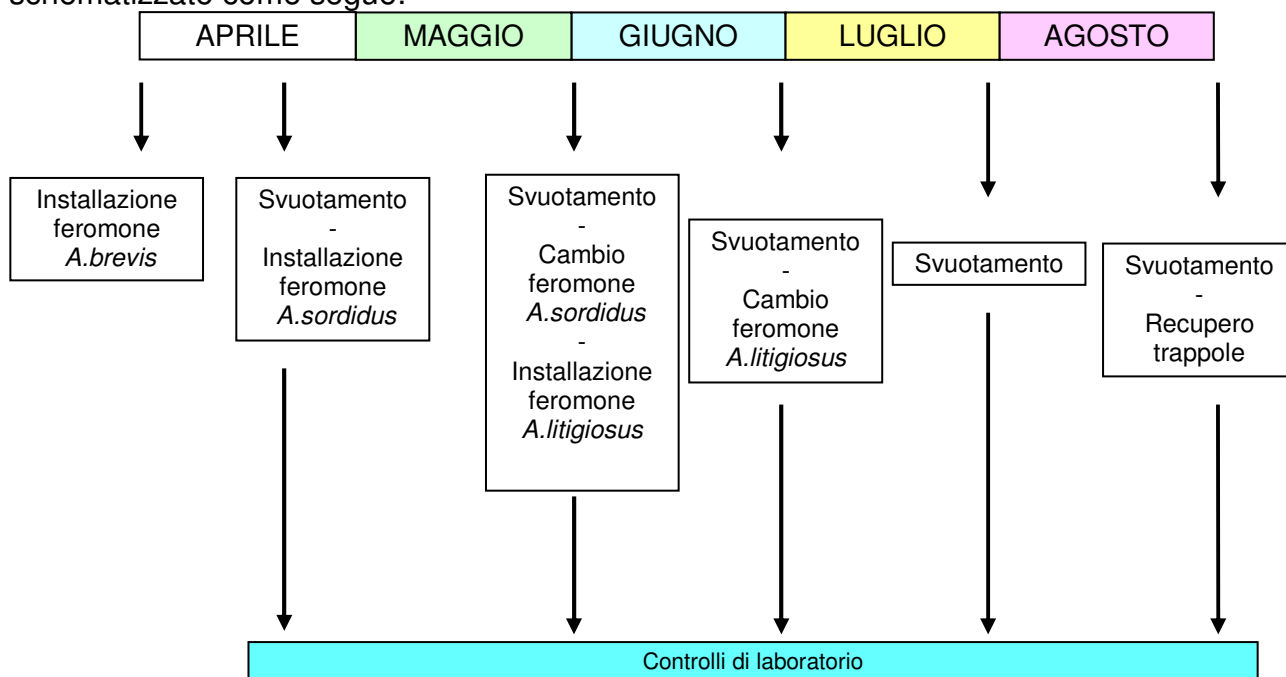 schematizzato come segue:
APRILE MAGGIO GIUGNO LUGLIO AGOSTO
Installazione
feromone
A.brevis
Svuotamento
-
Installazione
feromone
A.sordidus
Svuotamento
-
Cambio
feromone
A.sordidus
-
Installazione
feromone
A.litigiosus
Svuotamento
-
Cambio
feromone
A.litigiosus
Svuotamento
Svuotamento
-
Recupero
trappole
Controlli di laboratorio